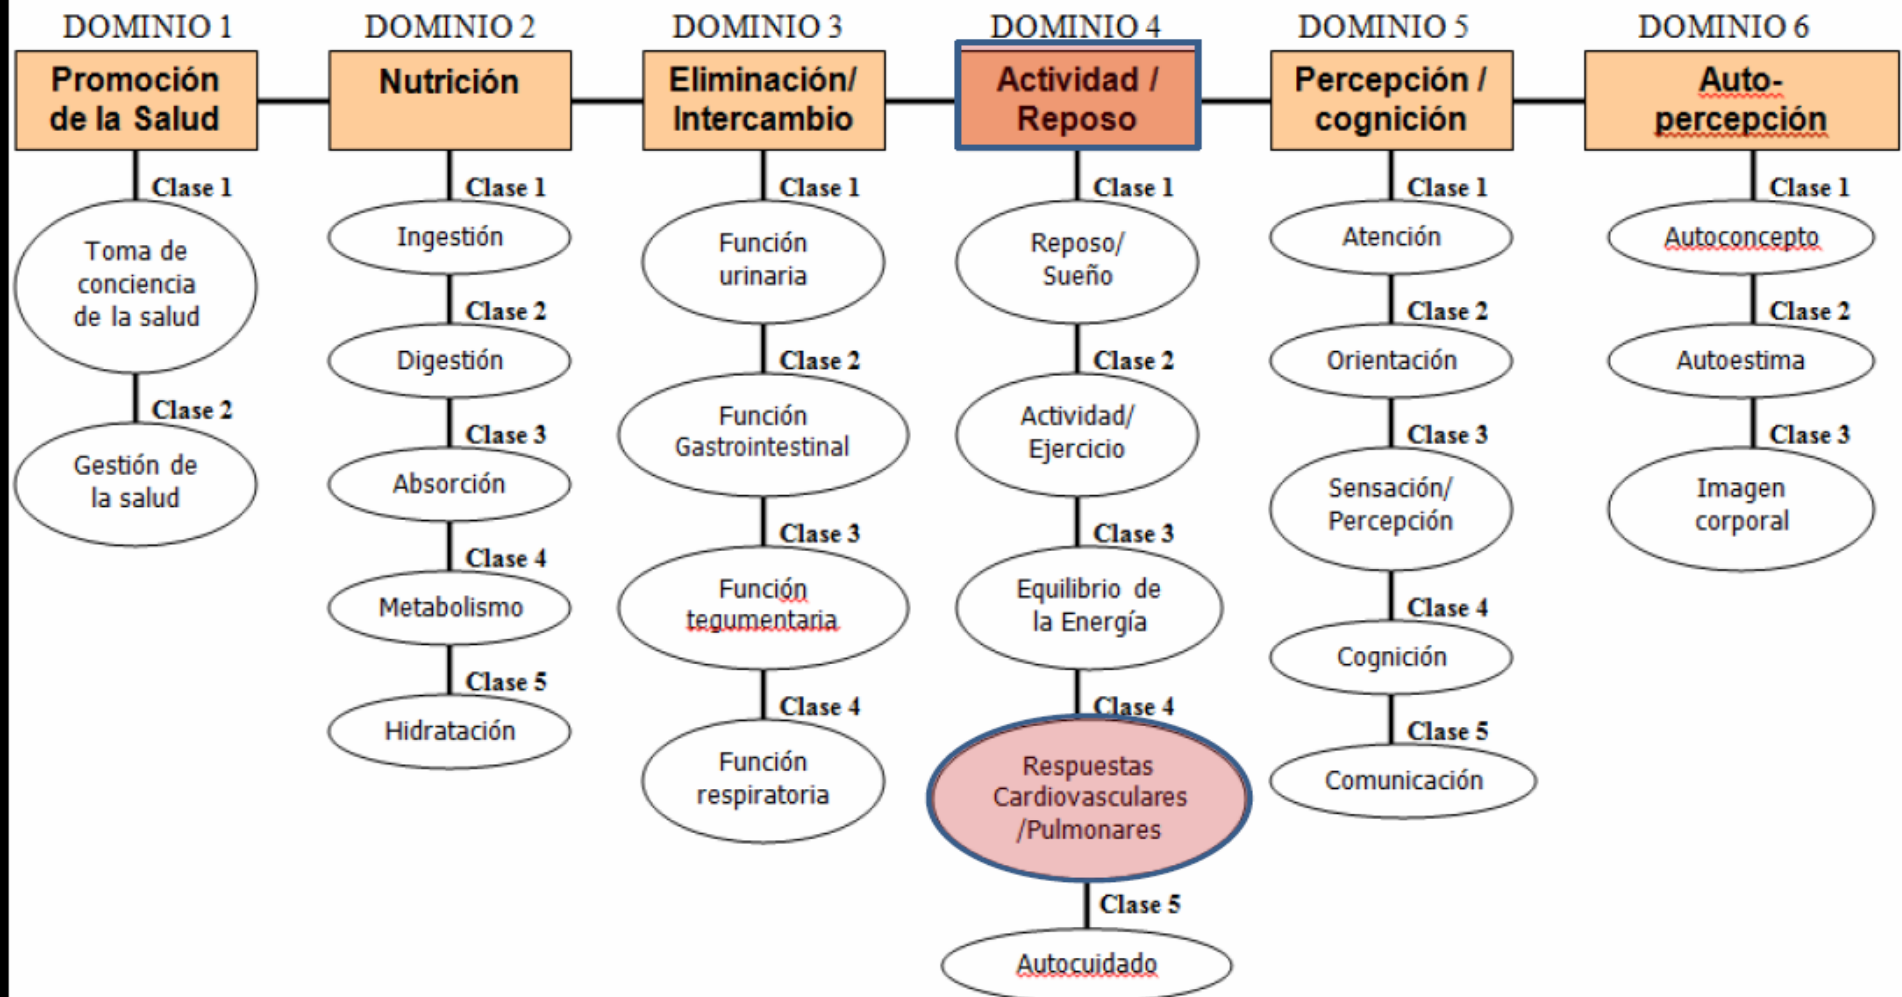 DOMINIO 1
Promoción
de la Salud
Clase 1
Toma de
conciencia
de la salud
Clase 2
Gestión de
la salud
DOMINIO 2
Nutrición
Clase 1
Ingestión
Clase 2
Digestión
Clase 3
Absorción
Clase 4
Metabolismo
Clase 5
Hidratación
DOMINIO 3
Eliminación/
Intercambio
Clase 1
Función
urinaria
Clase 2
Función
Gastrointestinal
Clase 3
Función
tegumentaria
Clase 4
Función
respiratoria
DOMINIO 4
Actividad /
Reposo
Clase 1
Reposo/
Sueño
Clase 2
Actividad/
Ejercicio
Clase 3
Equilibrio de
la Energía
Clase 4
Respuestas
Cardiovasculares
/Pulmonares
Clase 5
Autocuidado
DOMINIO 5
Percepción /
cognición
Clase 1
Atención
Clase 2
Orientación
Clase 3
Sensación/
Percepción
Clase 4
Cognición
Clase 5
Comunicación
DOMINIO 6
Auto-
percepción
Clase 1
Autoconcepto
Clase 2
Autoestima
Clase 3
Imagen
corporal